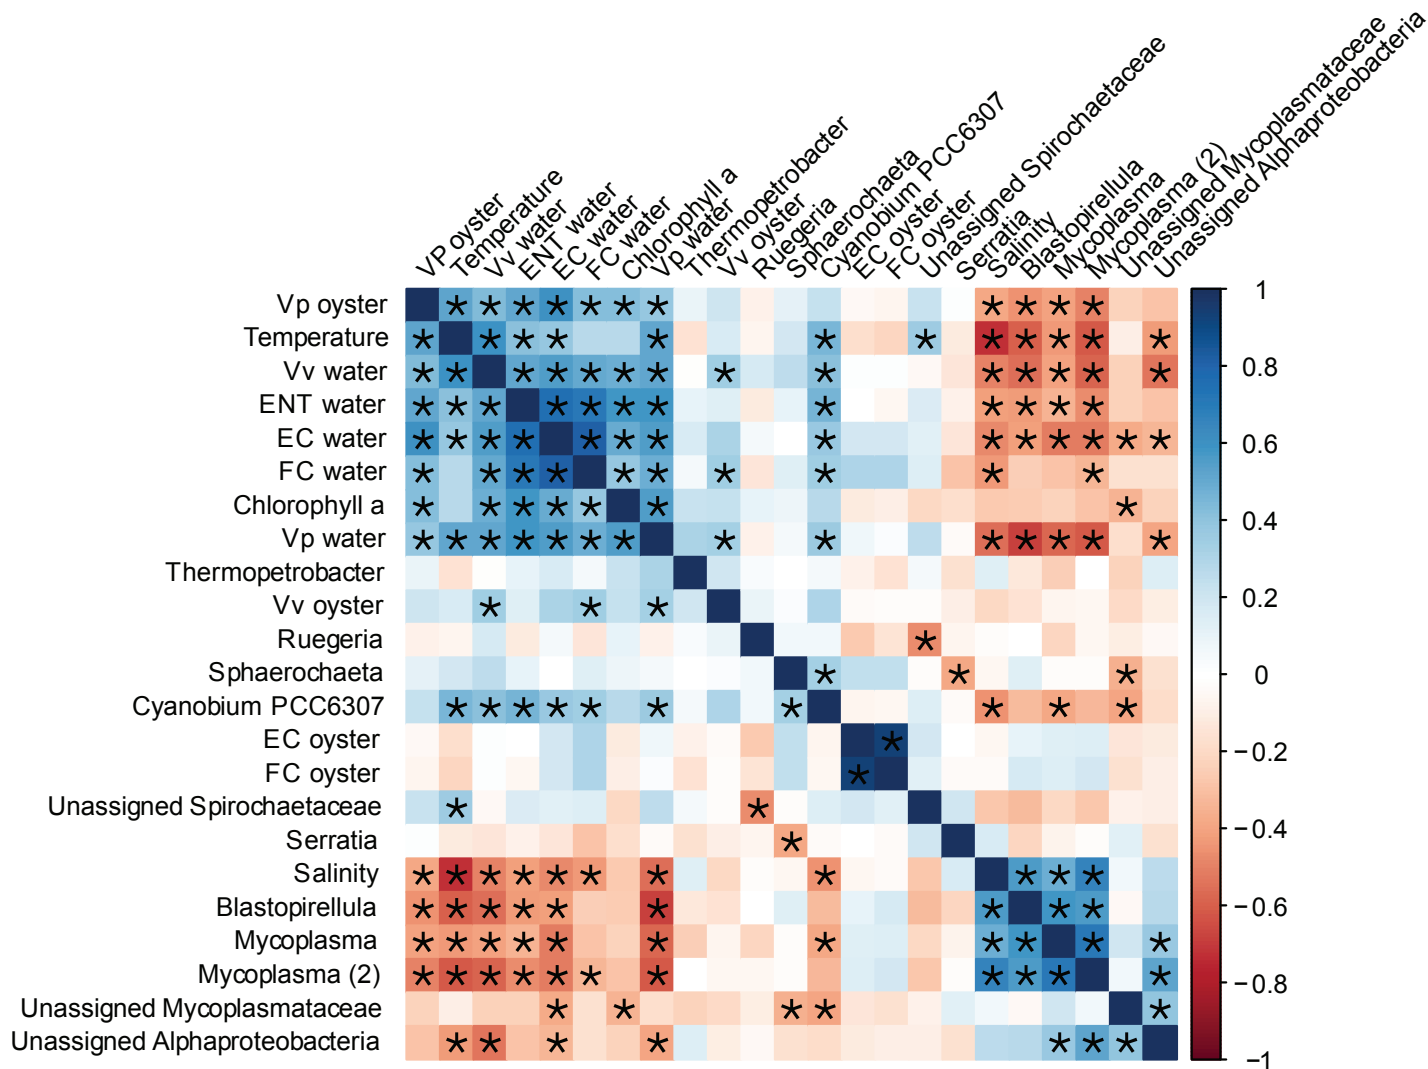 VP oyster
Temperature
Vv water
ENT water
EC water
FC water
Chlorophyll a
Vp water
Thermopetrobacter
Vv oyster
Ruegeria
Sphaerochaeta
Cyanobium PCC6307
EC oyster
FC oyster
Unassigned Spirochaetaceae
Serratia
Salinity
Blastopirellula
Mycoplasma
Mycoplasma (2)
Unassigned Mycoplasmataceae
Unassigned Alphaproteobacteria
Vp oyster
Temperature
Vv water
ENT water
EC water
FC water
Chlorophyll a
Vp water
Thermopetrobacter
Vv oyster
Ruegeria
Sphaerochaeta
Cyanobium PCC6307
EC oyster
FC oyster
Unassigned Spirochaetaceae
Serratia
Salinity
Blastopirellula
Mycoplasma
Mycoplasma (2)
Unassigned Mycoplasmataceae
Unassigned Alphaproteobacteria
1
0.8
0.6
0.4
0.2
0
−0.2
−0.4
−0.6
−0.8
−1